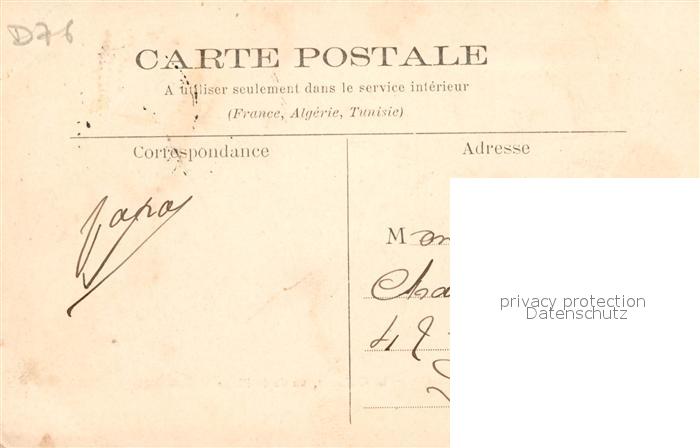 D76
CARTE POSTALE
A utiliser seulement dans le service intérieur
(France, Algérie, Tunisie)
Correspondance
Adresse
Papa
M
privacy protection
Datenschutz